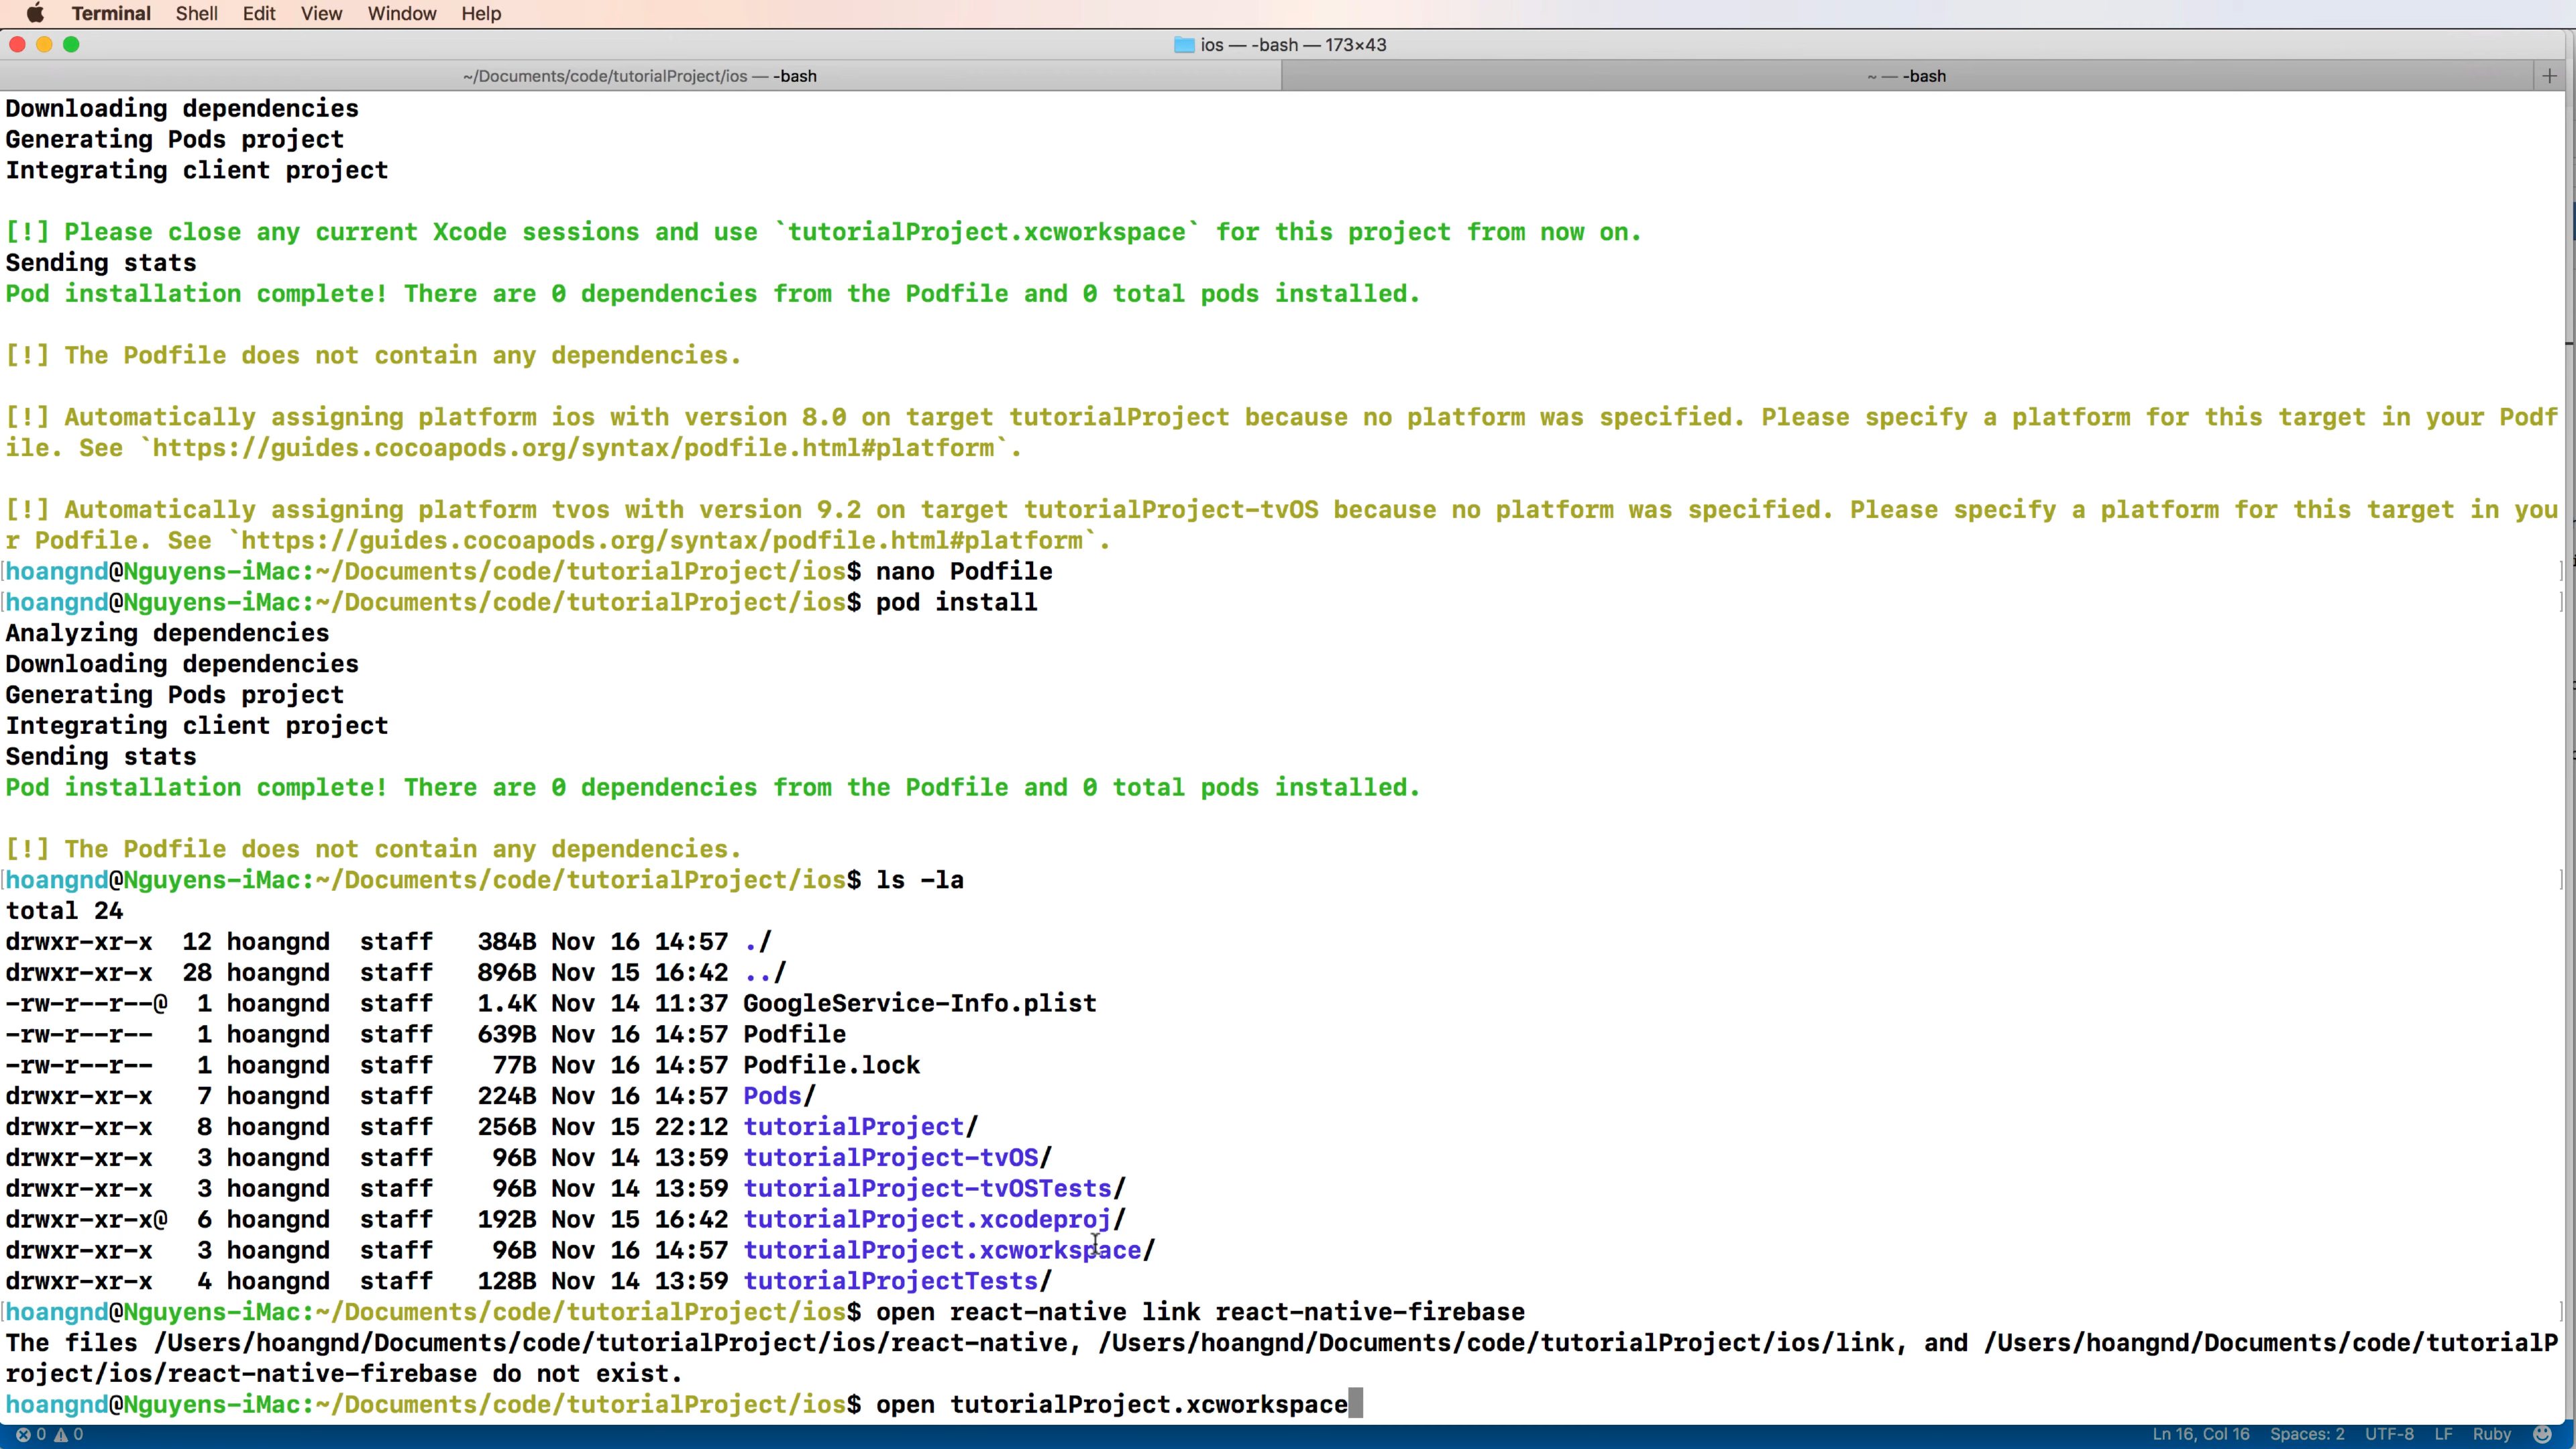 Terminal Shell Edit View Window Help
ios — -bash — 173×43
~/Documents/code/tutorialProject/ios — -bash
~ — -bash
Downloading dependencies
Generating Pods project
Integrating client project
[!] Please close any current Xcode sessions and use `tutorialProject.xcworkspace` for this project from now on.
Sending stats
Pod installation complete! There are 0 dependencies from the Podfile and 0 total pods installed.
[!] The Podfile does not contain any dependencies.
[!] Automatically assigning platform ios with version 8.0 on target tutorialProject because no platform was specified. Please specify a platform for this target in your Podf
ile. See `https://guides.cocoapods.org/syntax/podfile.html#platform`.
[!] Automatically assigning platform tvos with version 9.2 on target tutorialProject-tvOS because no platform was specified. Please specify a platform for this target in you
r Podfile. See `https://guides.cocoapods.org/syntax/podfile.html#platform`.
hoangnd@Nguyens-iMac:~/Documents/code/tutorialProject/ios$ nano Podfile
hoangnd@Nguyens-iMac:~/Documents/code/tutorialProject/ios$ pod install
Analyzing dependencies
Downloading dependencies
Generating Pods project
Integrating client project
Sending stats
Pod installation complete! There are 0 dependencies from the Podfile and 0 total pods installed.
[!] The Podfile does not contain any dependencies.
hoangnd@Nguyens-iMac:~/Documents/code/tutorialProject/ios$ ls -la
total 24
drwxr-xr-x 12 hoangnd staff 384B Nov 16 14:57 ./
drwxr-xr-x 28 hoangnd staff 896B Nov 15 16:42 ../
-rw-r--r--@ 1 hoangnd staff 1.4K Nov 14 11:37 GoogleService-Info.plist
-rw-r--r-- 1 hoangnd staff 639B Nov 16 14:57 Podfile
-rw-r--r-- 1 hoangnd staff 77B Nov 16 14:57 Podfile.lock
drwxr-xr-x 7 hoangnd staff 224B Nov 16 14:57 Pods/
drwxr-xr-x 8 hoangnd staff 256B Nov 15 22:12 tutorialProject/
drwxr-xr-x 3 hoangnd staff 96B Nov 14 13:59 tutorialProject-tvOS/
drwxr-xr-x 3 hoangnd staff 96B Nov 14 13:59 tutorialProject-tvOSTests/
drwxr-xr-x@ 6 hoangnd staff 192B Nov 15 16:42 tutorialProject.xcodeproj/
drwxr-xr-x 3 hoangnd staff 96B Nov 16 14:57 tutorialProject.xcworkspace/
drwxr-xr-x 4 hoangnd staff 128B Nov 14 13:59 tutorialProjectTests/
hoangnd@Nguyens-iMac:~/Documents/code/tutorialProject/ios$ open react-native link react-native-firebase
The files /Users/hoangnd/Documents/code/tutorialProject/ios/react-native, /Users/hoangnd/Documents/code/tutorialProject/ios/link, and /Users/hoangnd/Documents/code/tutorialP
roject/ios/react-native-firebase do not exist.
hoangnd@Nguyens-iMac:~/Documents/code/tutorialProject/ios$ open tutorialProject.xcworkspace
0 0 Ln 16, Col 16 Spaces: 2 UTF-8 LF Ruby